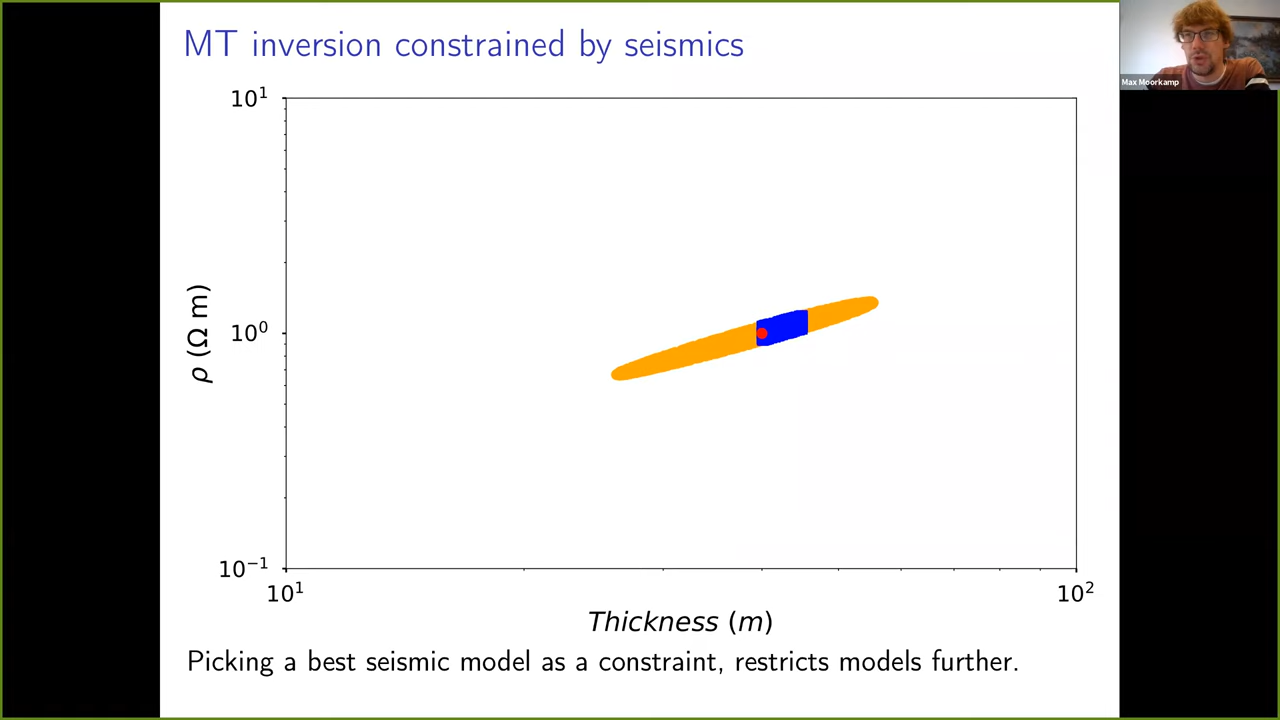 MT inversion constrained by seismics
Max Moorkamp
10¹
10⁰
10⁻¹
ρ (Ω m)
10¹
10²
Thickness (m)
Picking a best seismic model as a constraint, restricts models further.